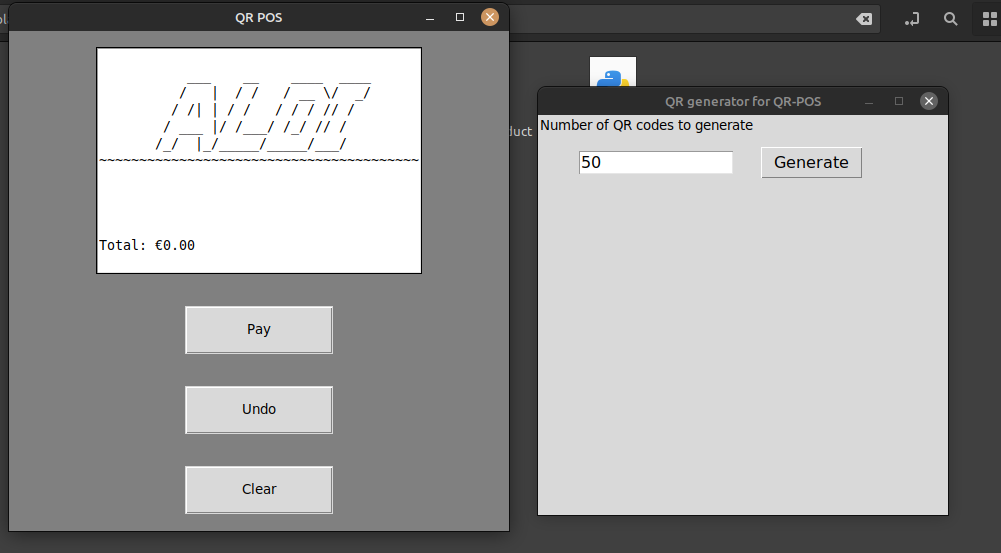 QR POS
ALDI
~~~~~~~~~~~~~~~~~~~~~~~~~~~~~~~~~~~~~~~~
Total: €0.00
Pay
Undo
Clear
duct
QR generator for QR-POS
Number of QR codes to generate
50
Generate